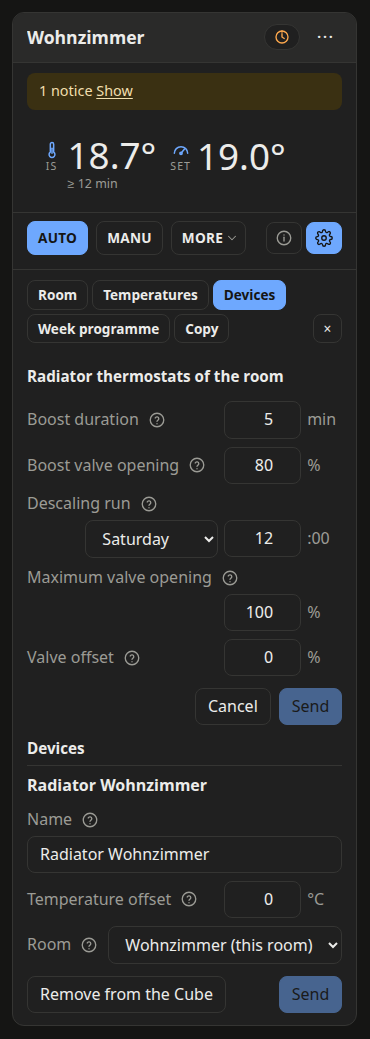 Wohnzimmer
1 notice Show
18.7° 19.0°
IS SET
≥ 12 min
AUTO MANU MORE
Room Temperatures Devices
Week programme Copy ×
Radiator thermostats of the room
Boost duration ? 5 min
Boost valve opening ? 80 %
Descaling run ?
Saturday 12 :00
Maximum valve opening ?
100 %
Valve offset ? 0 %
Cancel Send
Devices
Radiator Wohnzimmer
Name ?
Radiator Wohnzimmer
Temperature offset ? 0 °C
Room ? Wohnzimmer (this room)
Remove from the Cube Send